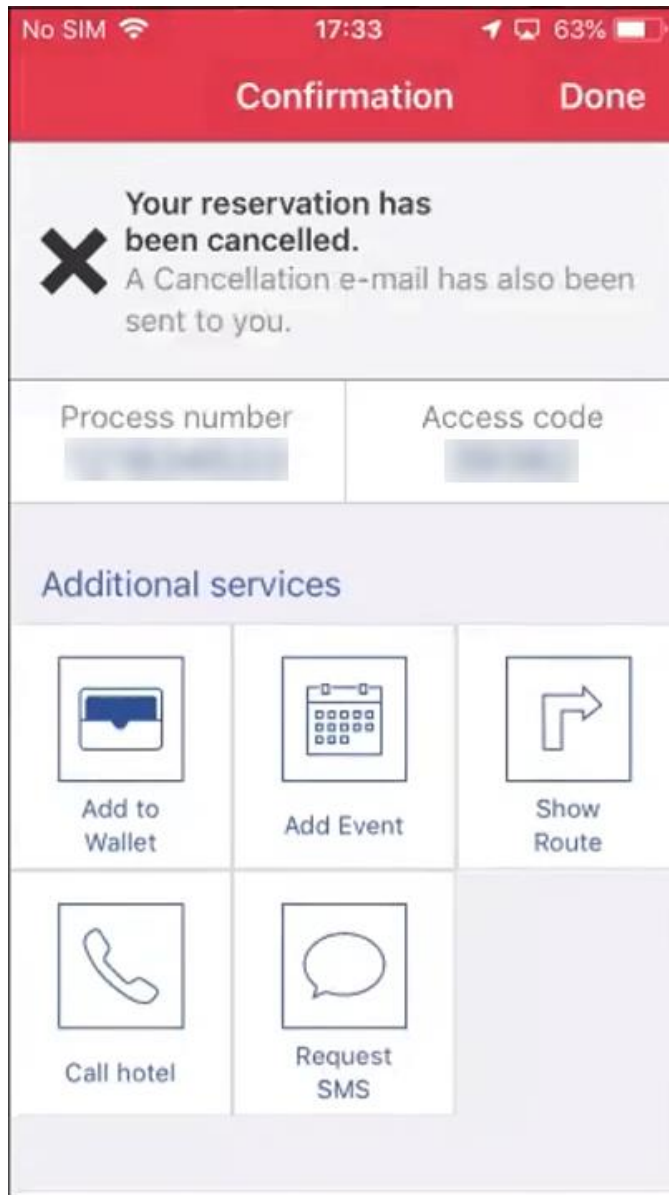 No SIM 17:33 63%
Confirmation Done
Your reservation has
been cancelled.
A Cancellation e-mail has also been
sent to you.
Process number Access code
Additional services
Add to
Wallet
Add Event
Show
Route
Call hotel
Request
SMS